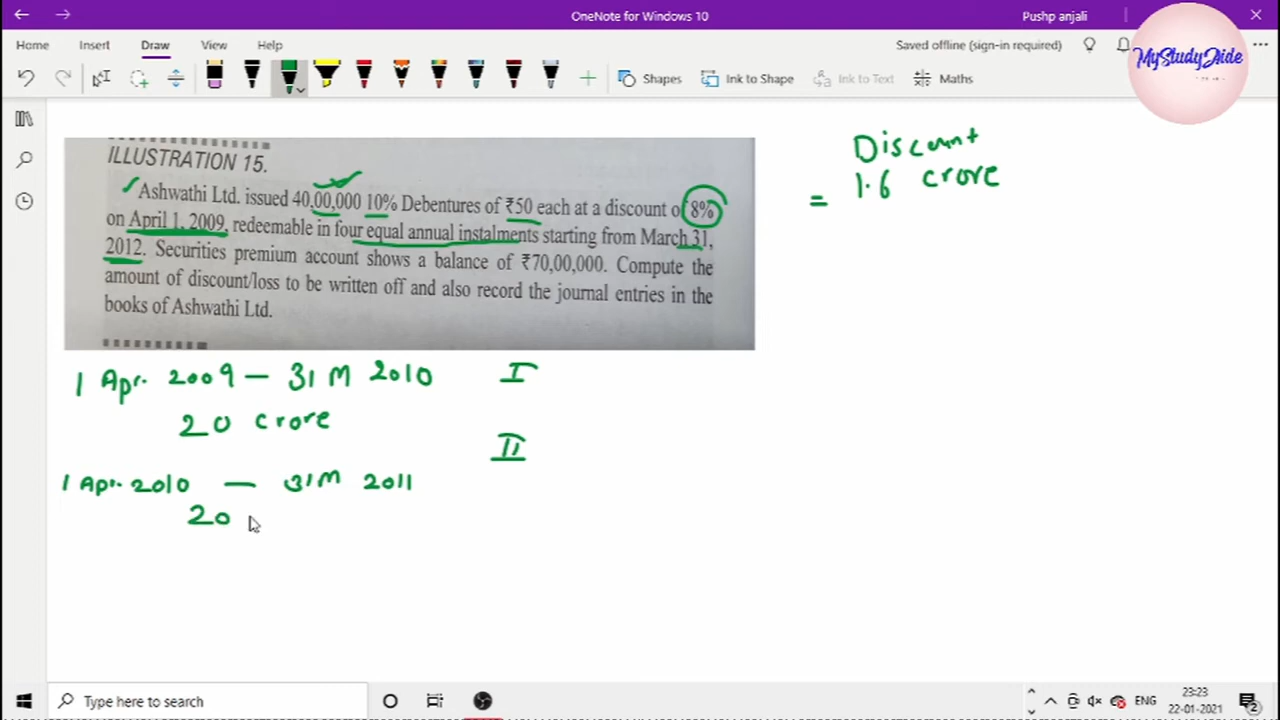 OneNote for Windows 10
Pushp anjali
Home Insert Draw View Help
Saved offline (sign-in required)
MyStudyAide
Shapes Ink to Shape Ink to Text Maths
ILLUSTRATION 15.
Ashwathi Ltd. issued 40,00,000 10% Debentures of ₹50 each at a discount o 8%
on April 1, 2009, redeemable in four equal annual instalments starting from March 31,
2012. Securities premium account shows a balance of ₹70,00,000. Compute the
amount of discount/loss to be written off and also record the journal entries in the
books of Ashwathi Ltd.
Discount
= 1.6 crore
1 Apr. 2009 — 31 M 2010 I
20 crore
II
1 Apr. 2010 — 31 M 2011
20
Type here to search
ENG
23:23
22-01-2021
2